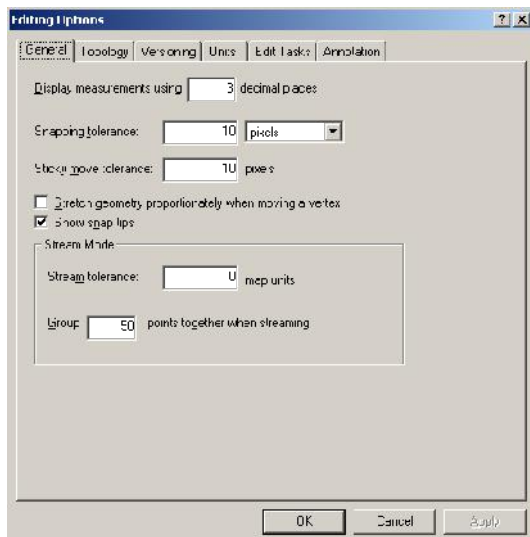 Editing Options
General Topology Versioning Units Edit Tasks Annotation
Display measurements using 3 decimal places
Snapping tolerance: 10 pixels
Sticky move tolerance: 10 pixels
Stretch geometry proportionately when moving a vertex
Show snap tips
Stream Mode
Stream tolerance: 0 map units
Group 50 points together when streaming
OK Cancel Apply